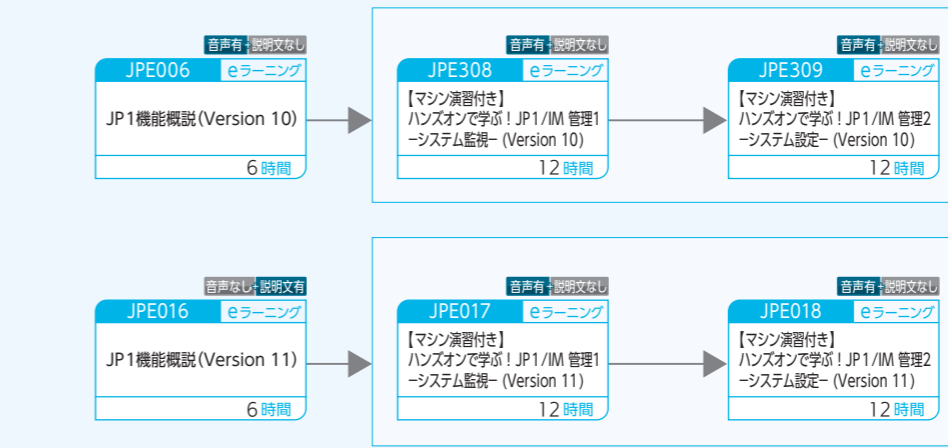 音声有 説明文なし
JPE006 eラーニング
JP1機能概説(Version 10)
6時間
音声有 説明文なし
JPE308 eラーニング
【マシン演習付き】
ハンズオンで学ぶ！JP1/IM 管理1
ーシステム監視ー (Version 10)
12時間
音声有 説明文なし
JPE309 eラーニング
【マシン演習付き】
ハンズオンで学ぶ！JP1/IM 管理2
ーシステム設定ー (Version 10)
12時間
音声なし 説明文有
JPE016 eラーニング
JP1機能概説(Version 11)
6時間
音声有 説明文なし
JPE017 eラーニング
【マシン演習付き】
ハンズオンで学ぶ！JP1/IM 管理1
ーシステム監視ー (Version 11)
12時間
音声有 説明文なし
JPE018 eラーニング
【マシン演習付き】
ハンズオンで学ぶ！JP1/IM 管理2
ーシステム設定ー (Version 11)
12時間